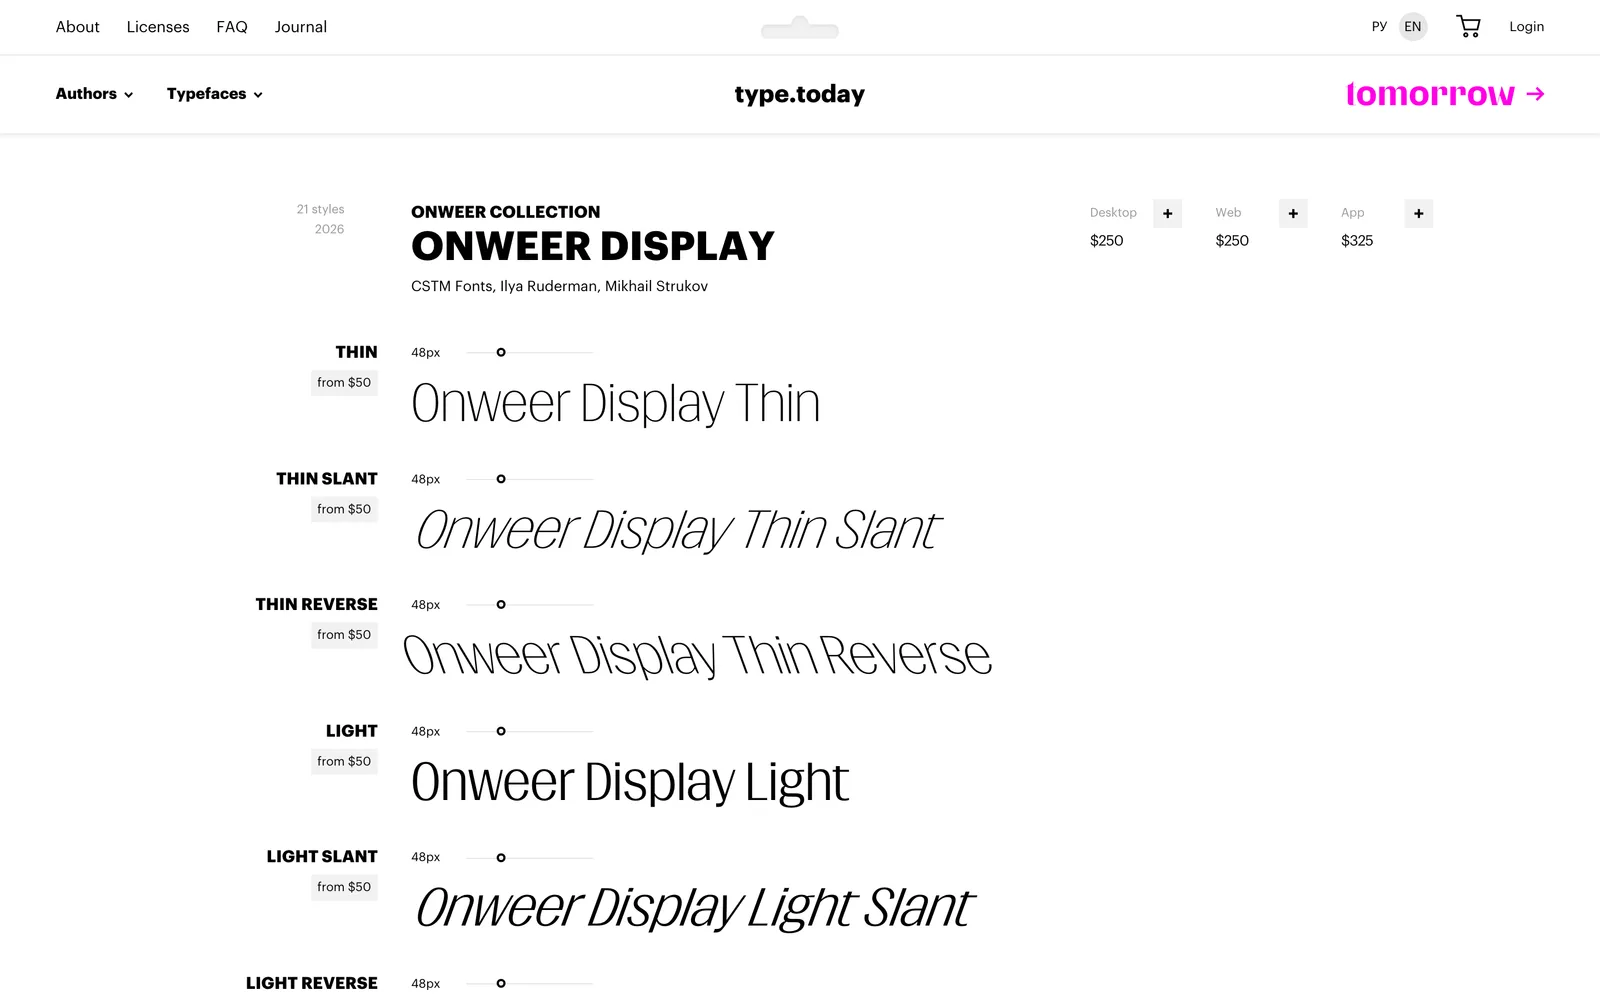 About Licenses FAQ Journal
РУ EN Login
Authors Typefaces
type.today
tomorrow →
21 styles
2026
ONWEER COLLECTION
ONWEER DISPLAY
CSTM Fonts, Ilya Ruderman, Mikhail Strukov
Desktop +
$250
Web +
$250
App +
$325
THIN
from $50
48px
Onweer Display Thin
THIN SLANT
from $50
48px
Onweer Display Thin Slant
THIN REVERSE
from $50
48px
Onweer Display Thin Reverse
LIGHT
from $50
48px
Onweer Display Light
LIGHT SLANT
from $50
48px
Onweer Display Light Slant
LIGHT REVERSE
48px